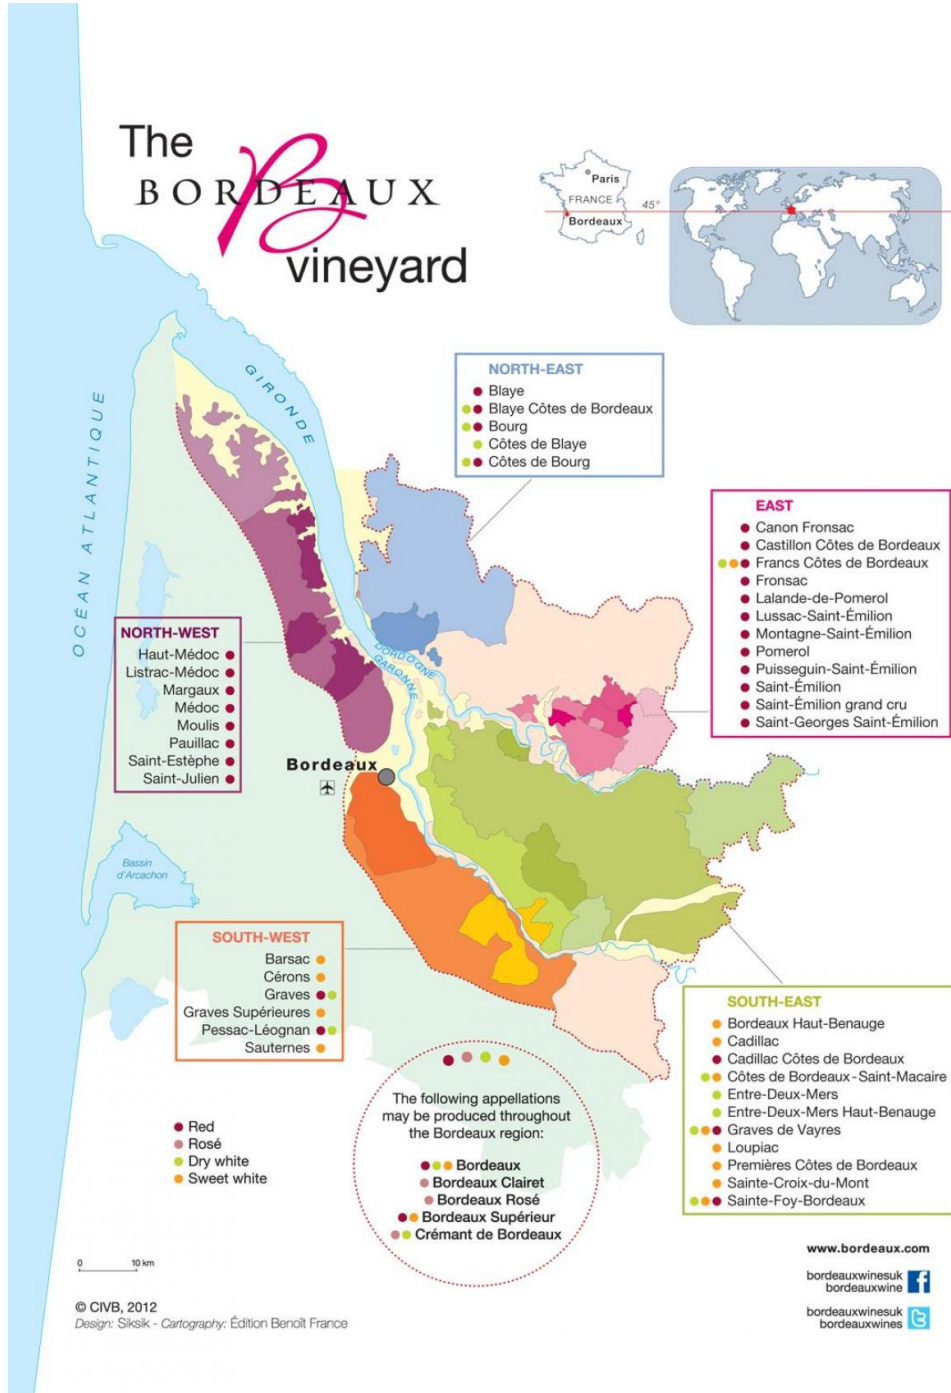 The
BORDEAUX
vineyard
Paris
FRANCE
Bordeaux
45°
OCÉAN ATLANTIQUE
GIRONDE
DORDOGNE
GARONNE
Bordeaux
Bassin
d'Arcachon
NORTH-EAST
Blaye
Blaye Côtes de Bordeaux
Bourg
Côtes de Blaye
Côtes de Bourg
EAST
Canon Fronsac
Castillon Côtes de Bordeaux
Francs Côtes de Bordeaux
Fronsac
Lalande-de-Pomerol
Lussac-Saint-Émilion
Montagne-Saint-Émilion
Pomerol
Puisseguin-Saint-Émilion
Saint-Émilion
Saint-Émilion grand cru
Saint-Georges Saint-Émilion
NORTH-WEST
Haut-Médoc
Listrac-Médoc
Margaux
Médoc
Moulis
Pauillac
Saint-Estèphe
Saint-Julien
SOUTH-WEST
Barsac
Cérons
Graves
Graves Supérieures
Pessac-Léognan
Sauternes
SOUTH-EAST
Bordeaux Haut-Benauge
Cadillac
Cadillac Côtes de Bordeaux
Côtes de Bordeaux-Saint-Macaire
Entre-Deux-Mers
Entre-Deux-Mers Haut-Benauge
Graves de Vayres
Loupiac
Premières Côtes de Bordeaux
Sainte-Croix-du-Mont
Sainte-Foy-Bordeaux
Red
Rosé
Dry white
Sweet white
The following appellations
may be produced throughout
the Bordeaux region:
Bordeaux
Bordeaux Clairet
Bordeaux Rosé
Bordeaux Supérieur
Crémant de Bordeaux
0 10 km
© CIVB, 2012
Design: Siksik - Cartography: Édition Benoît France
www.bordeaux.com
bordeauxwinesuk
bordeauxwine
bordeauxwinesuk
bordeauxwines